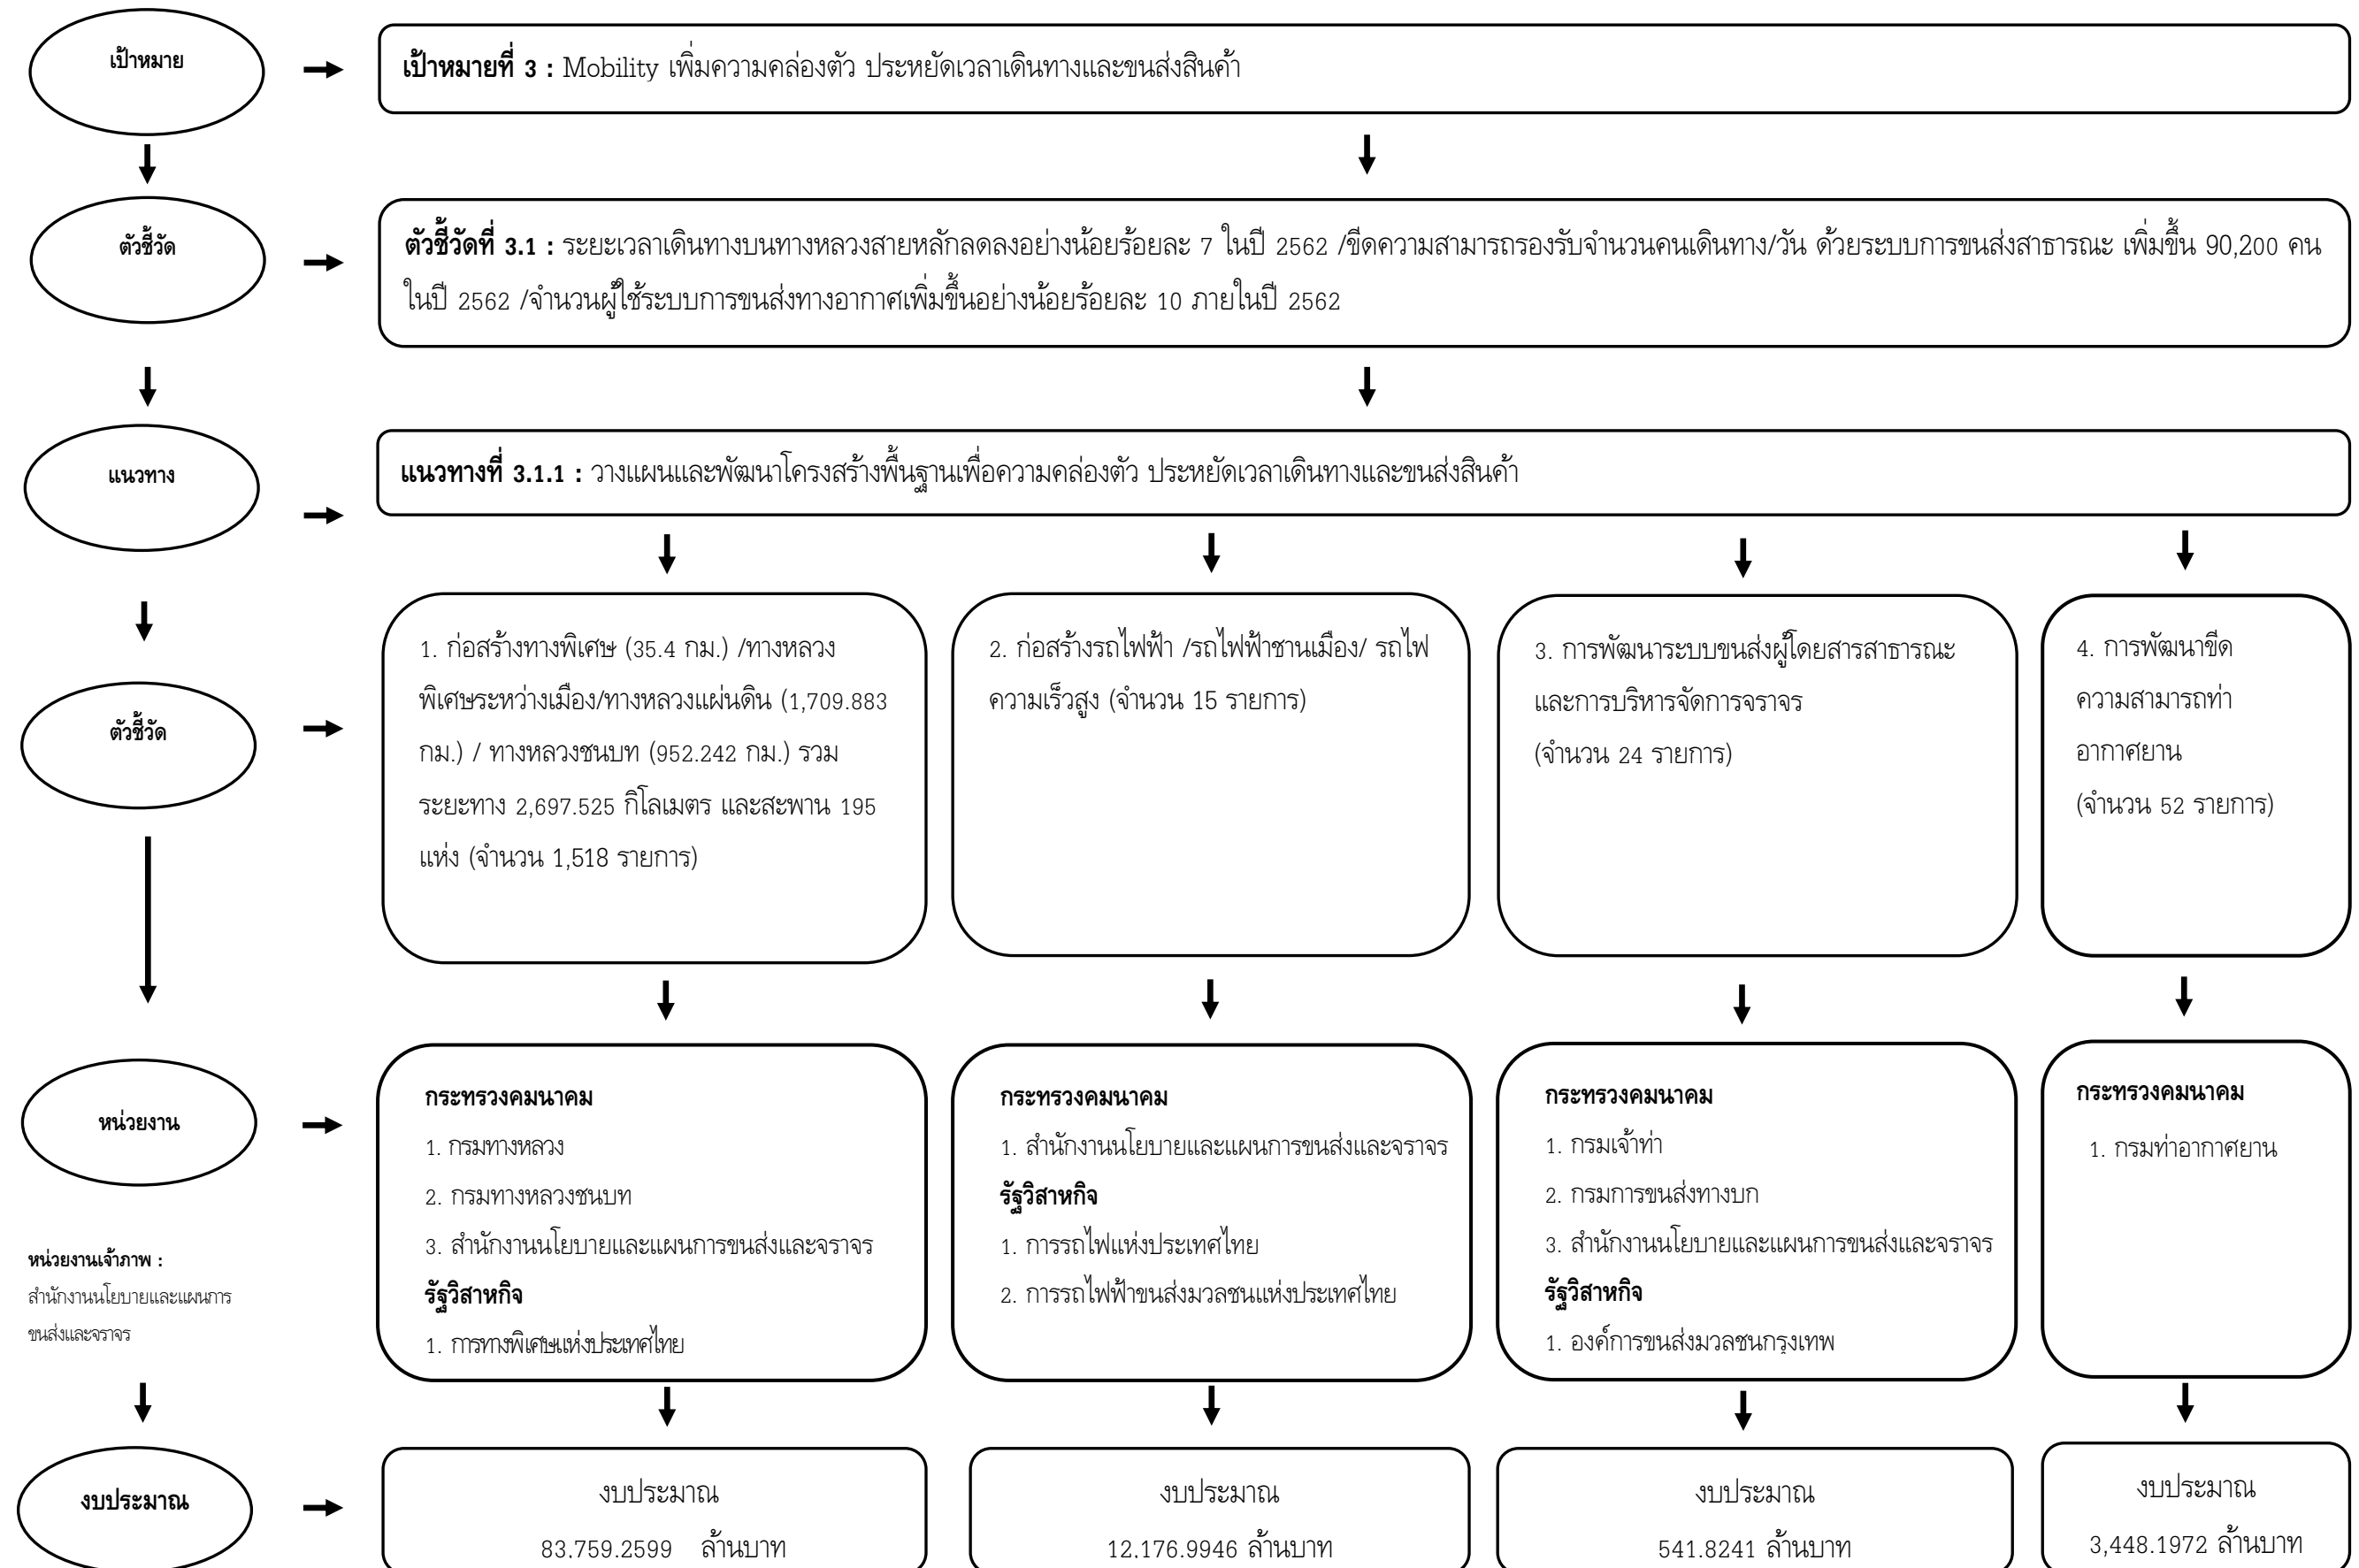 เป้าหมาย
เป้าหมายที่ 3 : Mobility เพิ่มความคล่องตัว ประหยัดเวลาเดินทางและขนส่งสินค้า
ตัวชี้วัด
ตัวชี้วัดที่ 3.1 : ระยะเวลาเดินทางบนทางหลวงสายหลักลดลงอย่างน้อยร้อยละ 7 ในปี 2562 /ขีดความสามารถรองรับจำนวนคนเดินทาง/วัน ด้วยระบบการขนส่งสาธารณะ เพิ่มขึ้น 90,200 คน
ในปี 2562 /จำนวนผู้ใช้ระบบการขนส่งทางอากาศเพิ่มขึ้นอย่างน้อยร้อยละ 10 ภายในปี 2562
แนวทาง
แนวทางที่ 3.1.1 : วางแผนและพัฒนาโครงสร้างพื้นฐานเพื่อความคล่องตัว ประหยัดเวลาเดินทางและขนส่งสินค้า
ตัวชี้วัด
1. ก่อสร้างทางพิเศษ (35.4 กม.) /ทางหลวง
พิเศษระหว่างเมือง/ทางหลวงแผ่นดิน (1,709.883
กม.) / ทางหลวงชนบท (952.242 กม.) รวม
ระยะทาง 2,697.525 กิโลเมตร และสะพาน 195
แห่ง (จำนวน 1,518 รายการ)
2. ก่อสร้างรถไฟฟ้า /รถไฟฟ้าชานเมือง/ รถไฟ
ความเร็วสูง (จำนวน 15 รายการ)
3. การพัฒนาระบบขนส่งผู้โดยสารสาธารณะ
และการบริหารจัดการจราจร
(จำนวน 24 รายการ)
4. การพัฒนาขีด
ความสามารถท่า
อากาศยาน
(จำนวน 52 รายการ)
หน่วยงาน
หน่วยงานเจ้าภาพ :
สำนักงานนโยบายและแผนการ
ขนส่งและจราจร
กระทรวงคมนาคม
1. กรมทางหลวง
2. กรมทางหลวงชนบท
3. สำนักงานนโยบายและแผนการขนส่งและจราจร
รัฐวิสาหกิจ
1. การทางพิเศษแห่งประเทศไทย
กระทรวงคมนาคม
1. สำนักงานนโยบายและแผนการขนส่งและจราจร
รัฐวิสาหกิจ
1. การรถไฟแห่งประเทศไทย
2. การรถไฟฟ้าขนส่งมวลชนแห่งประเทศไทย
กระทรวงคมนาคม
1. กรมเจ้าท่า
2. กรมการขนส่งทางบก
3. สำนักงานนโยบายและแผนการขนส่งและจราจร
รัฐวิสาหกิจ
1. องค์การขนส่งมวลชนกรุงเทพ
กระทรวงคมนาคม
1. กรมท่าอากาศยาน
งบประมาณ
งบประมาณ
83,759.2599 ล้านบาท
งบประมาณ
12,176.9946 ล้านบาท
งบประมาณ
541.8241 ล้านบาท
งบประมาณ
3,448.1972 ล้านบาท